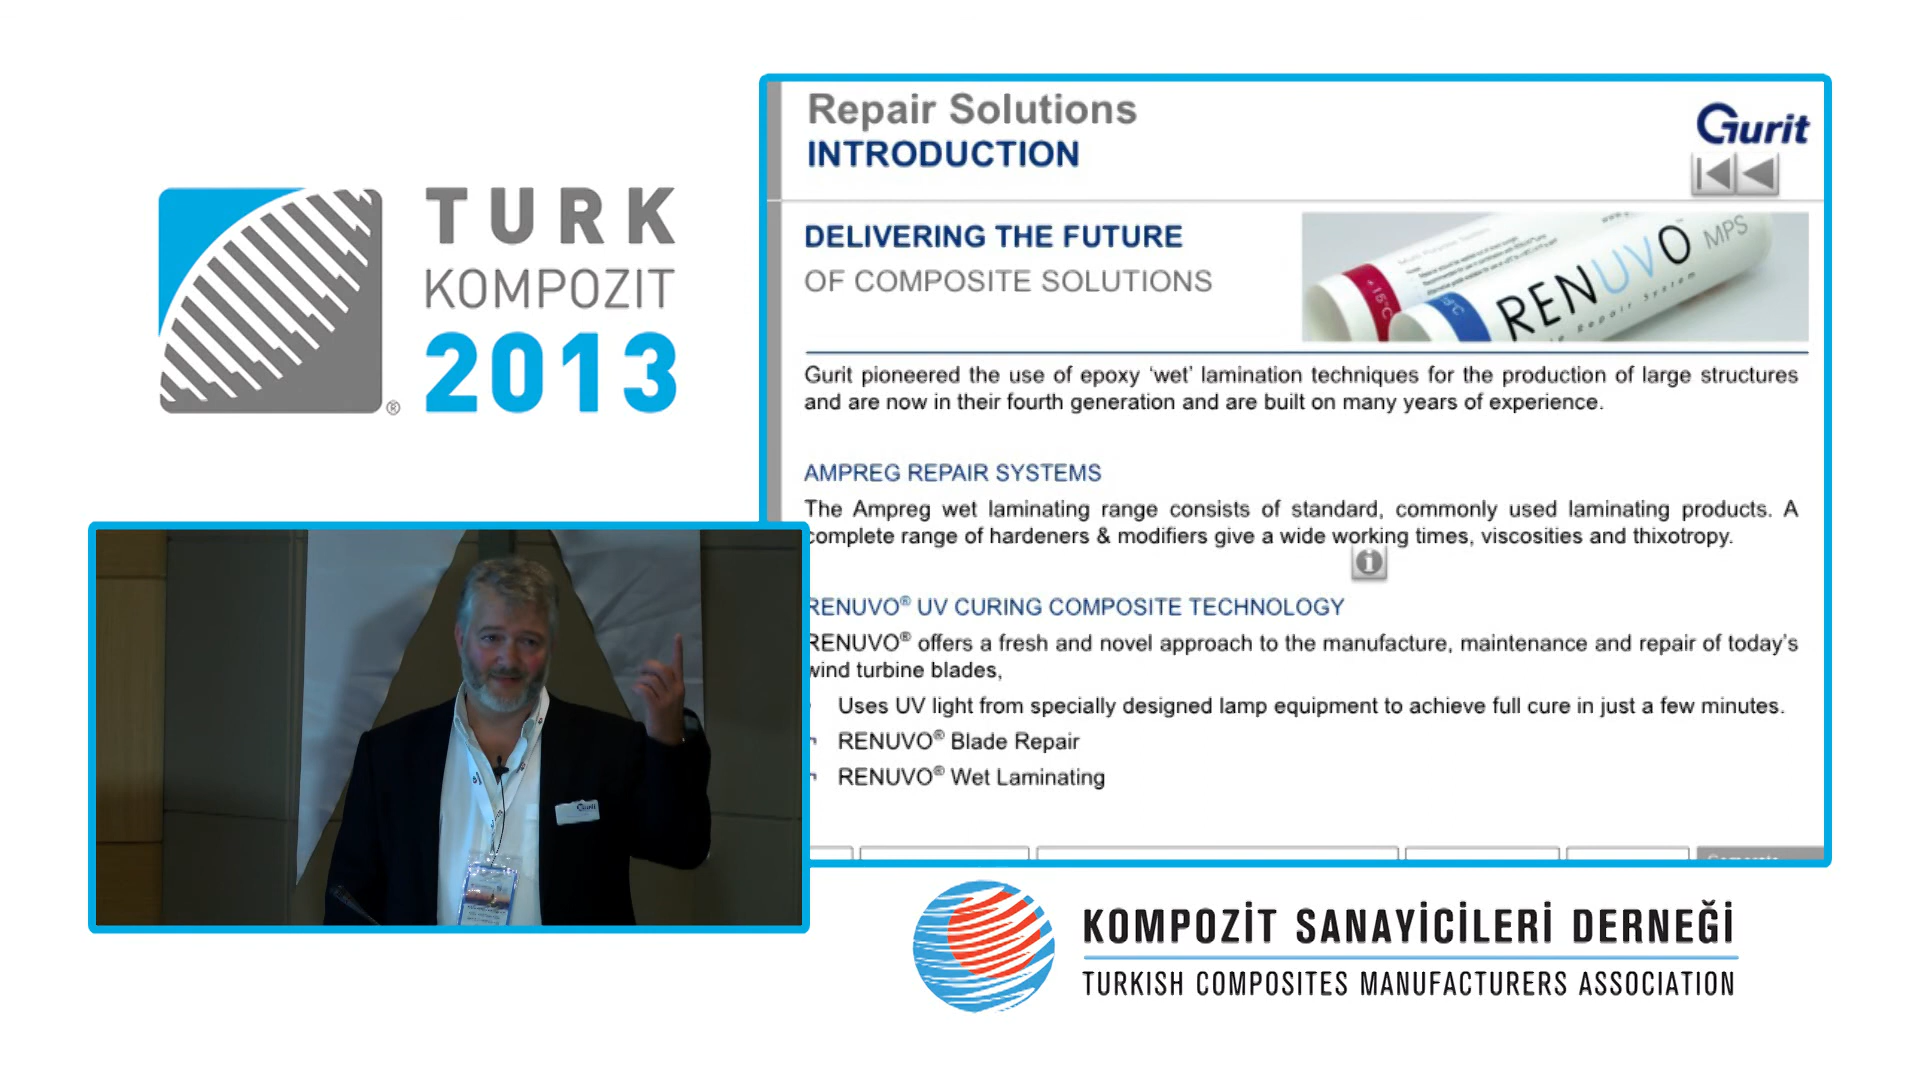 TURK
KOMPOZIT
2013
®
Repair Solutions
INTRODUCTION
Gurit
DELIVERING THE FUTURE
OF COMPOSITE SOLUTIONS
+15°C
RENUVO™ MPS
Repair System
Gurit pioneered the use of epoxy ‘wet’ lamination techniques for the production of large structures
and are now in their fourth generation and are built on many years of experience.
AMPREG REPAIR SYSTEMS
The Ampreg wet laminating range consists of standard, commonly used laminating products. A
complete range of hardeners & modifiers give a wide working times, viscosities and thixotropy.
i
RENUVO® UV CURING COMPOSITE TECHNOLOGY
RENUVO® offers a fresh and novel approach to the manufacture, maintenance and repair of today’s
wind turbine blades,
Uses UV light from specially designed lamp equipment to achieve full cure in just a few minutes.
RENUVO® Blade Repair
RENUVO® Wet Laminating
Gurit
KOMPOZİT SANAYİCİLERİ DERNEĞİ
TURKISH COMPOSITES MANUFACTURERS ASSOCIATION